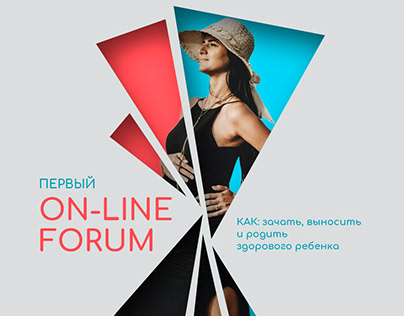 ПЕРВЫЙ
ON-LINE
FORUM
КАК: зачать, выносить
и родить
здорового ребенка